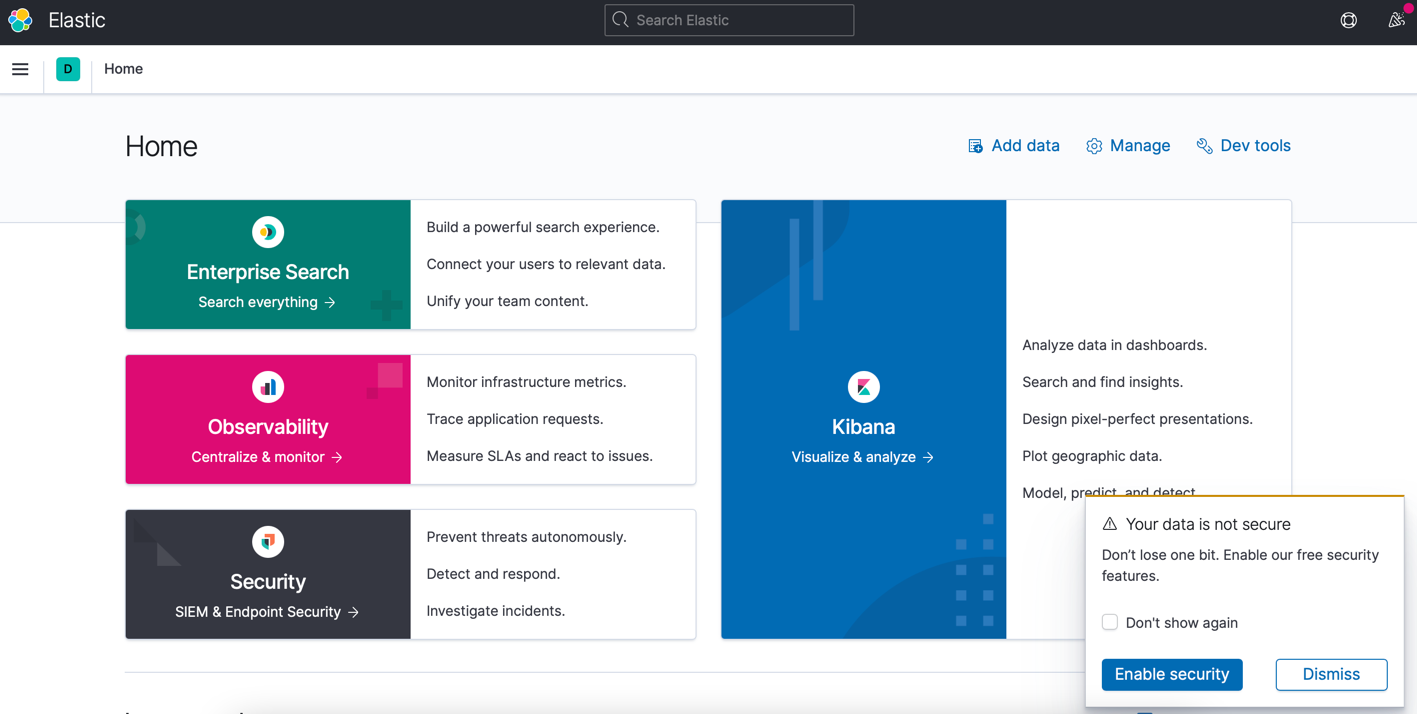 Elastic
Search Elastic
D
Home
Home
Add data
Manage
Dev tools
Enterprise Search
Search everything →
Build a powerful search experience.
Connect your users to relevant data.
Unify your team content.
Observability
Centralize & monitor →
Monitor infrastructure metrics.
Trace application requests.
Measure SLAs and react to issues.
Security
SIEM & Endpoint Security →
Prevent threats autonomously.
Detect and respond.
Investigate incidents.
Kibana
Visualize & analyze →
Analyze data in dashboards.
Search and find insights.
Design pixel-perfect presentations.
Plot geographic data.
Model, predict, and detect
Your data is not secure
Don’t lose one bit. Enable our free security
features.
Don't show again
Enable security
Dismiss